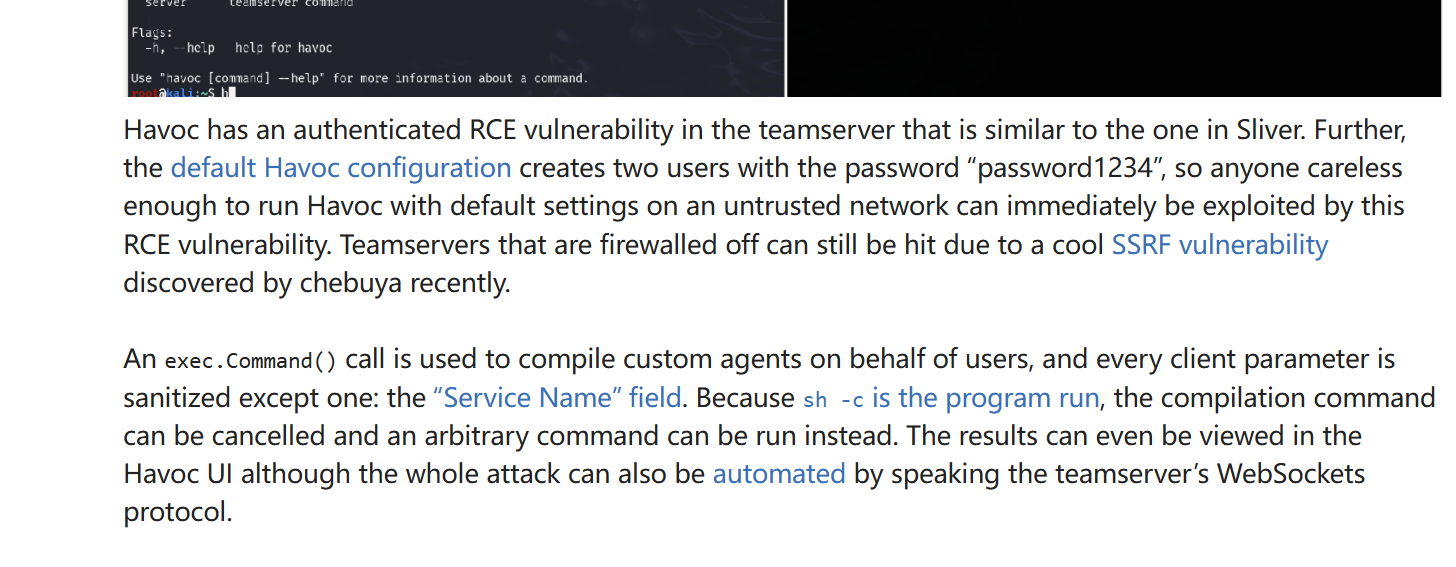 server teamserver command
Flags:
-h, --help help for havoc
Use "havoc [command] --help" for more information about a command.
root@kali:~$ h
Havoc has an authenticated RCE vulnerability in the teamserver that is similar to the one in Sliver. Further,
the default Havoc configuration creates two users with the password “password1234”, so anyone careless
enough to run Havoc with default settings on an untrusted network can immediately be exploited by this
RCE vulnerability. Teamservers that are firewalled off can still be hit due to a cool SSRF vulnerability
discovered by chebuya recently.
An exec.Command() call is used to compile custom agents on behalf of users, and every client parameter is
sanitized except one: the “Service Name” field. Because sh -c is the program run, the compilation command
can be cancelled and an arbitrary command can be run instead. The results can even be viewed in the
Havoc UI although the whole attack can also be automated by speaking the teamserver’s WebSockets
protocol.